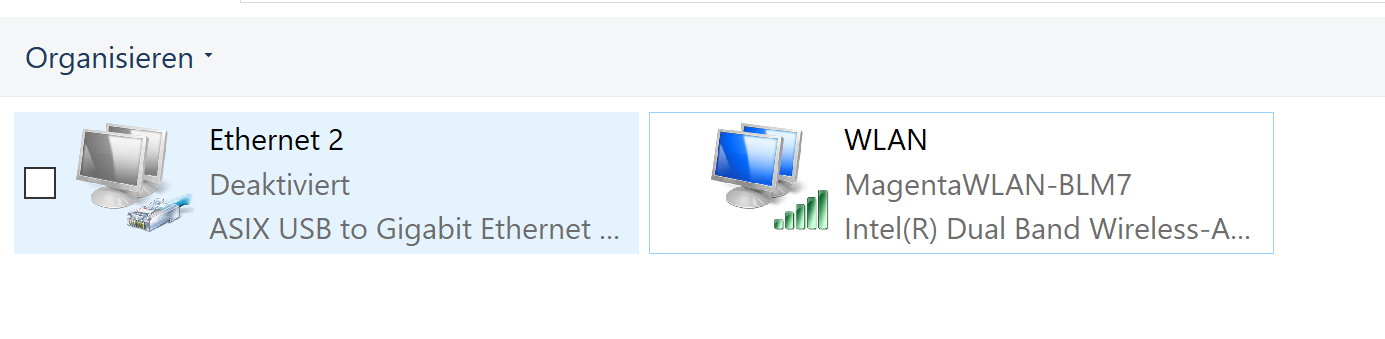 Organisieren
Ethernet 2
Deaktiviert
ASIX USB to Gigabit Ethernet ...
WLAN
MagentaWLAN-BLM7
Intel(R) Dual Band Wireless-A...